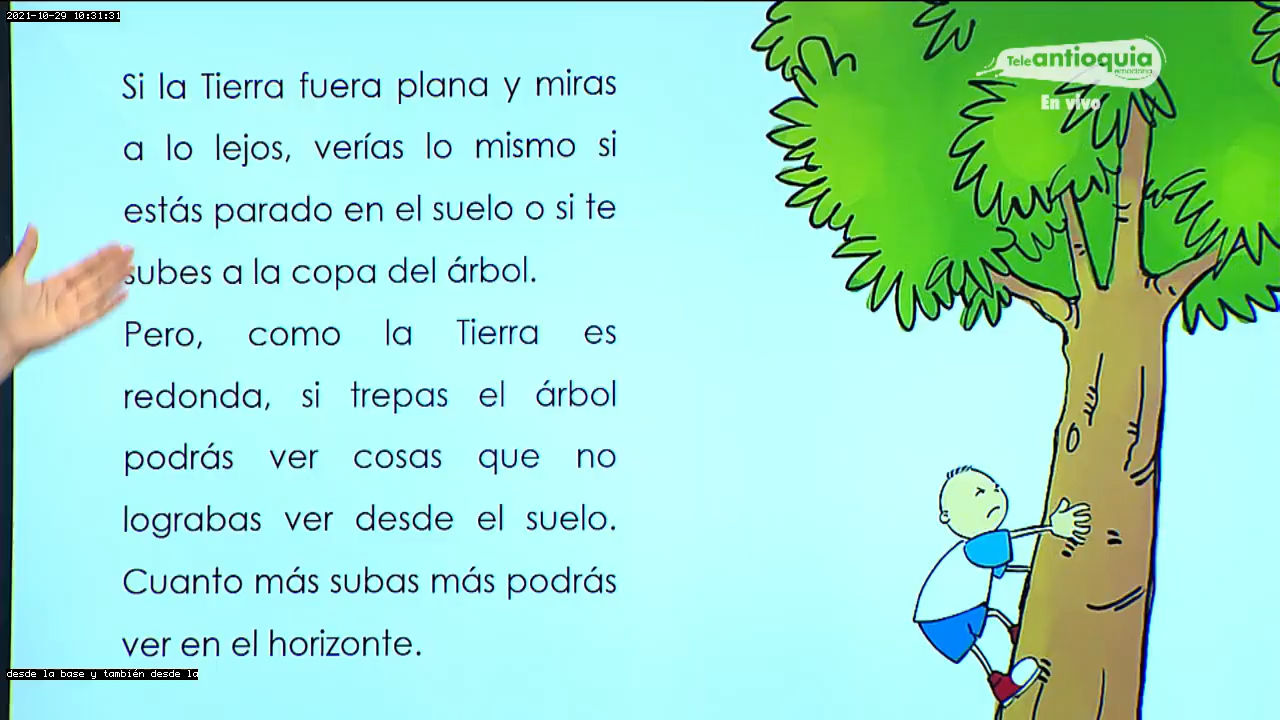 2021-10-29 10:31:31
Teleantioquia
En vivo
Si la Tierra fuera plana y miras
a lo lejos, verías lo mismo si
estás parado en el suelo o si te
subes a la copa del árbol.
Pero, como la Tierra es
redonda, si trepas el árbol
podrás ver cosas que no
lograbas ver desde el suelo.
Cuanto más subas más podrás
ver en el horizonte.
desde la base y también desde la